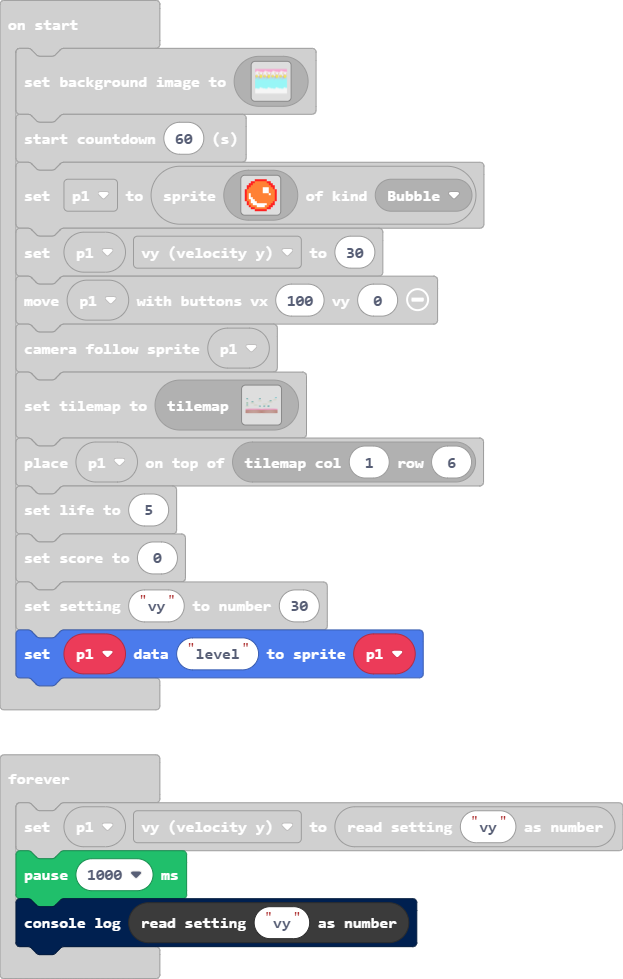 on start
set background image to
start countdown 60 (s)
set p1 to sprite of kind Bubble
set p1 vy (velocity y) to 30
move p1 with buttons vx 100 vy 0
camera follow sprite p1
set tilemap to tilemap
place p1 on top of tilemap col 1 row 6
set life to 5
set score to 0
set setting "vy" to number 30
set p1 data "level" to sprite p1
forever
set p1 vy (velocity y) to read setting "vy" as number
pause 1000 ms
console log read setting "vy" as number